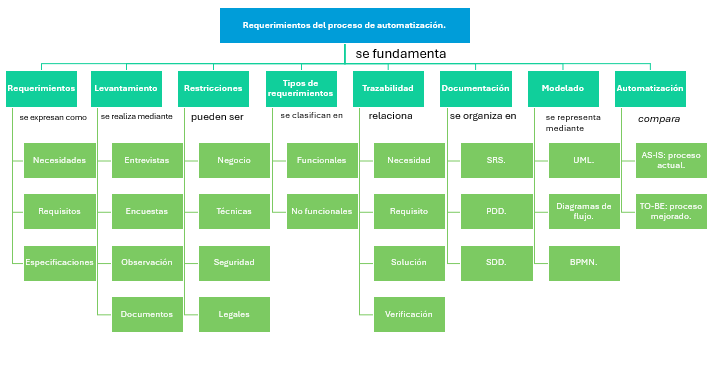 Requerimientos del proceso de automatización.
se fundamenta
Requerimientos
Levantamiento
Restricciones
Tipos de
requerimientos
Trazabilidad
Documentación
Modelado
Automatización
se expresan como
se realiza mediante
pueden ser
se clasifican en
relaciona
se organiza en
se representa
mediante
compara
Necesidades
Entrevistas
Negocio
Funcionales
Necesidad
SRS.
UML.
AS-IS: proceso
actual.
Requisitos
Encuestas
Técnicas
No funcionales
Requisito
PDD.
Diagramas de
flujo.
TO-BE: proceso
mejorado.
Especificaciones
Observación
Seguridad
Solución
SDD.
BPMN.
Documentos
Legales
Verificación